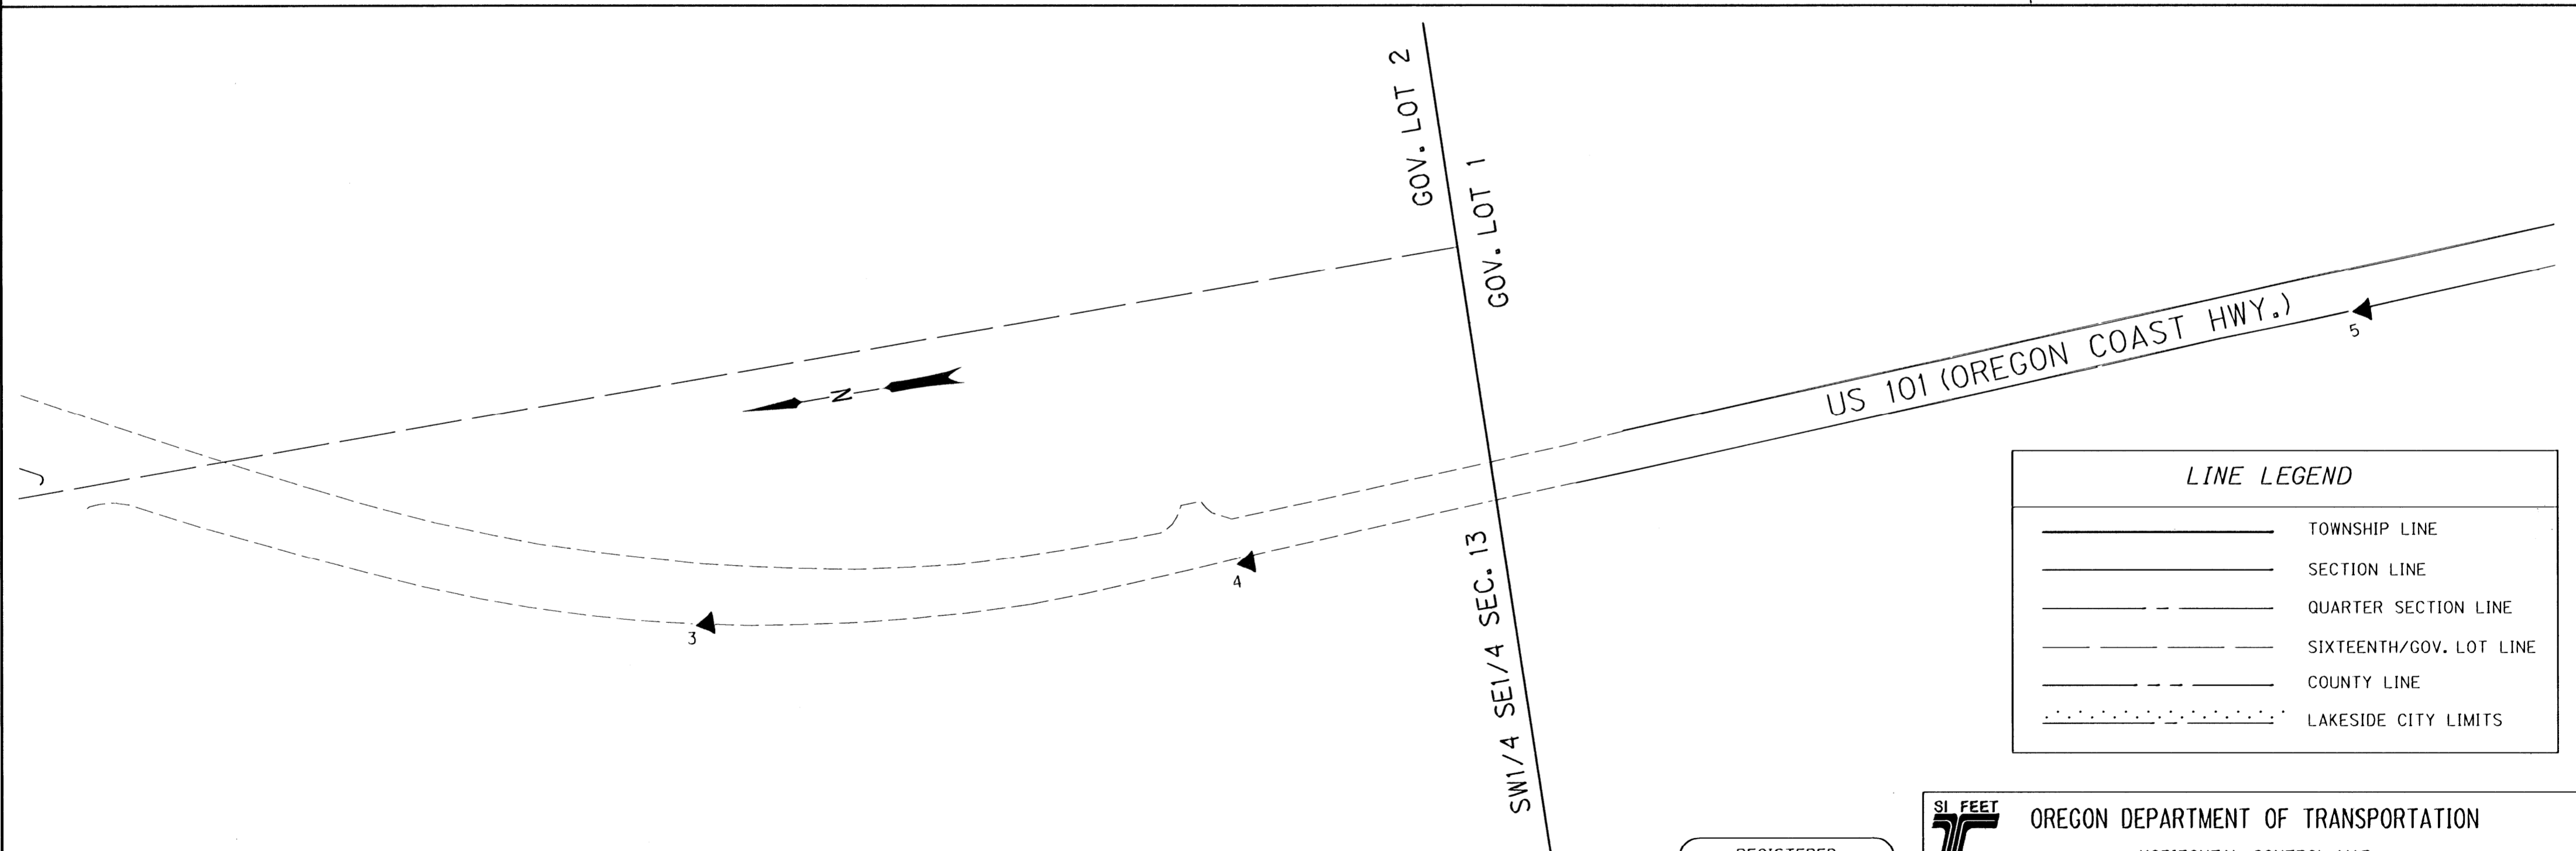 GOV. LOT 2
GOV. LOT 1
N
US 101 (OREGON COAST HWY.)
5
4
3
SW1/4 SE1/4 SEC. 13
LINE LEGEND
TOWNSHIP LINE
SECTION LINE
QUARTER SECTION LINE
SIXTEENTH/GOV. LOT LINE
COUNTY LINE
LAKESIDE CITY LIMITS
SI FEET
OREGON DEPARTMENT OF TRANSPORTATION